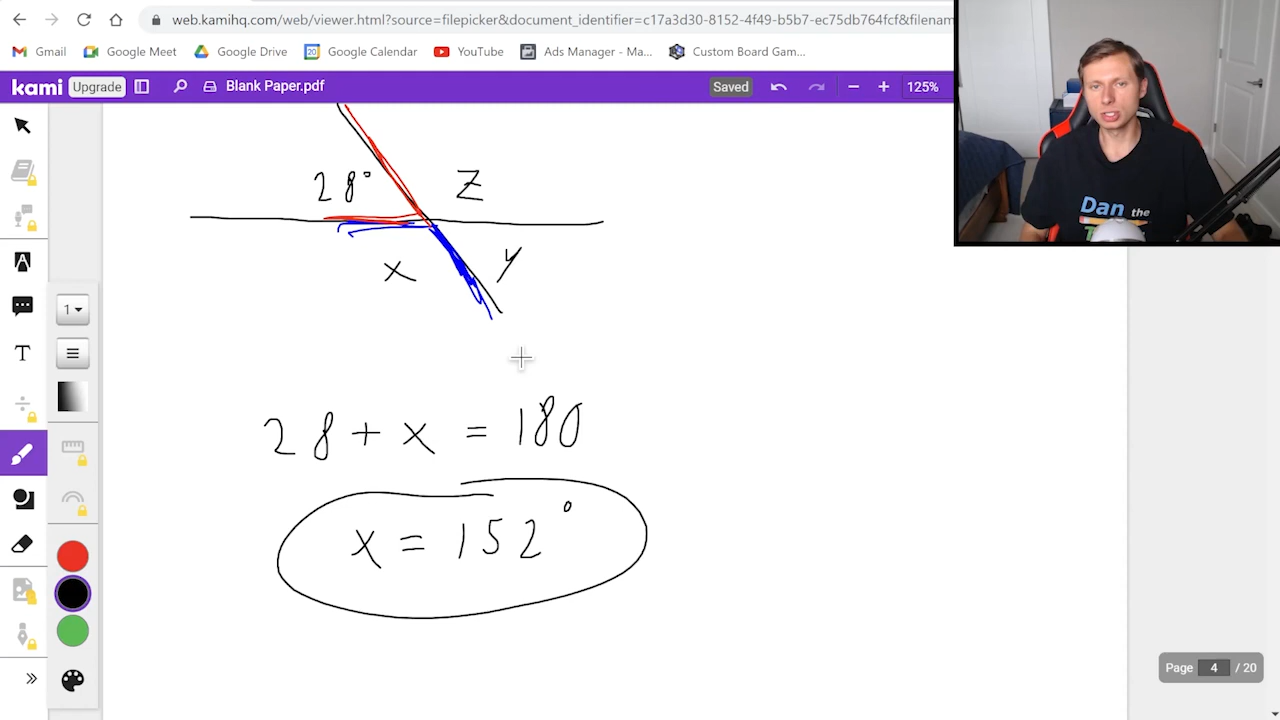 web.kamihq.com/web/viewer.html?source=filepicker&document_identifier=c17a3d30-8152-4f49-b5b7-ec75db764fcf&filenam
Gmail Google Meet Google Drive 20 Google Calendar YouTube Ads Manager - Ma... Custom Board Gam...
kami Upgrade Blank Paper.pdf Saved 125%
28° Z
x y
28 + x = 180
x = 152°
Dan the
1
T
Page 4 / 20